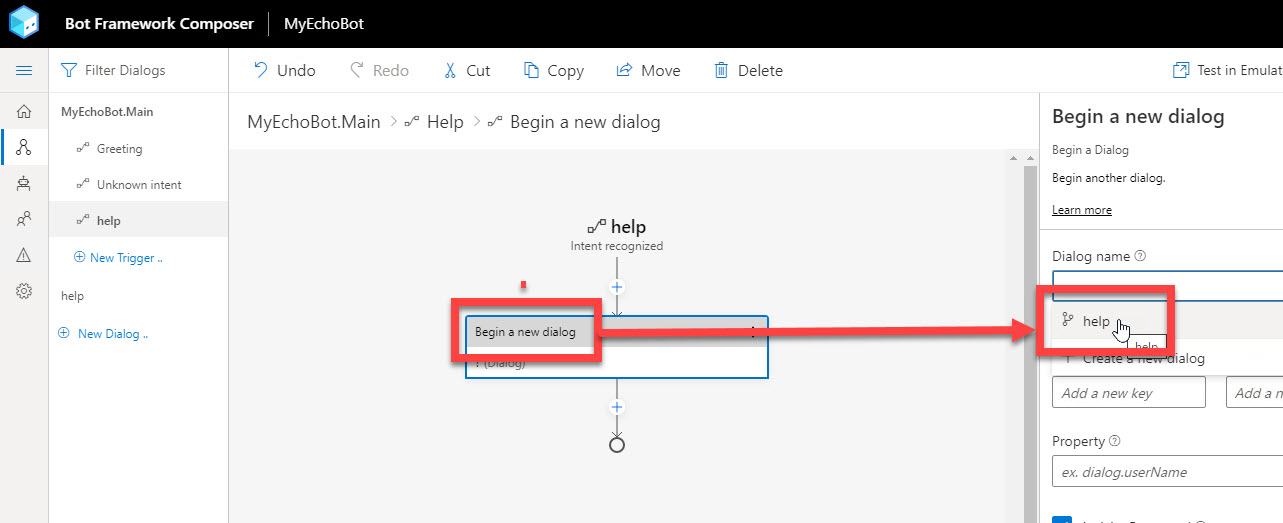 Bot Framework Composer MyEchoBot
Filter Dialogs Undo Redo Cut Copy Move Delete Test in Emulat
MyEchoBot.Main
Greeting
Unknown intent
help
New Trigger ..
help
New Dialog ..
MyEchoBot.Main > Help > Begin a new dialog
help
Intent recognized
Begin a new dialog
? (Dialog)
Begin a new dialog
Begin a Dialog
Begin another dialog.
Learn more
Dialog name
help
help
Create a new dialog
Add a new key Add a n
Property
ex. dialog.userName